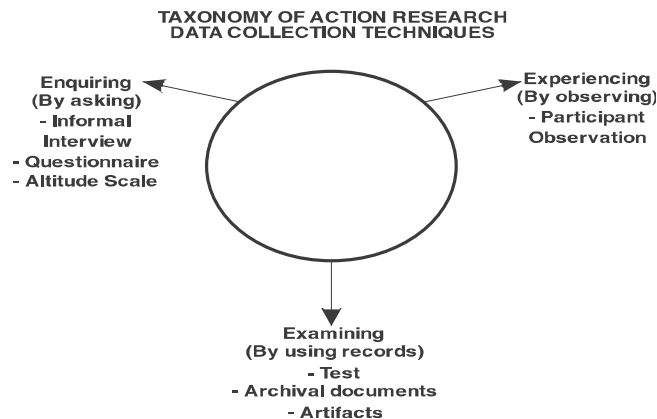 TAXONOMY OF ACTION RESEARCH
DATA COLLECTION TECHNIQUES
Enquiring
(By asking)
- Informal
Interview
- Questionnaire
- Altitude Scale
Experiencing
(By observing)
- Participant
Observation
Examining
(By using records)
- Test
- Archival documents
- Artifacts